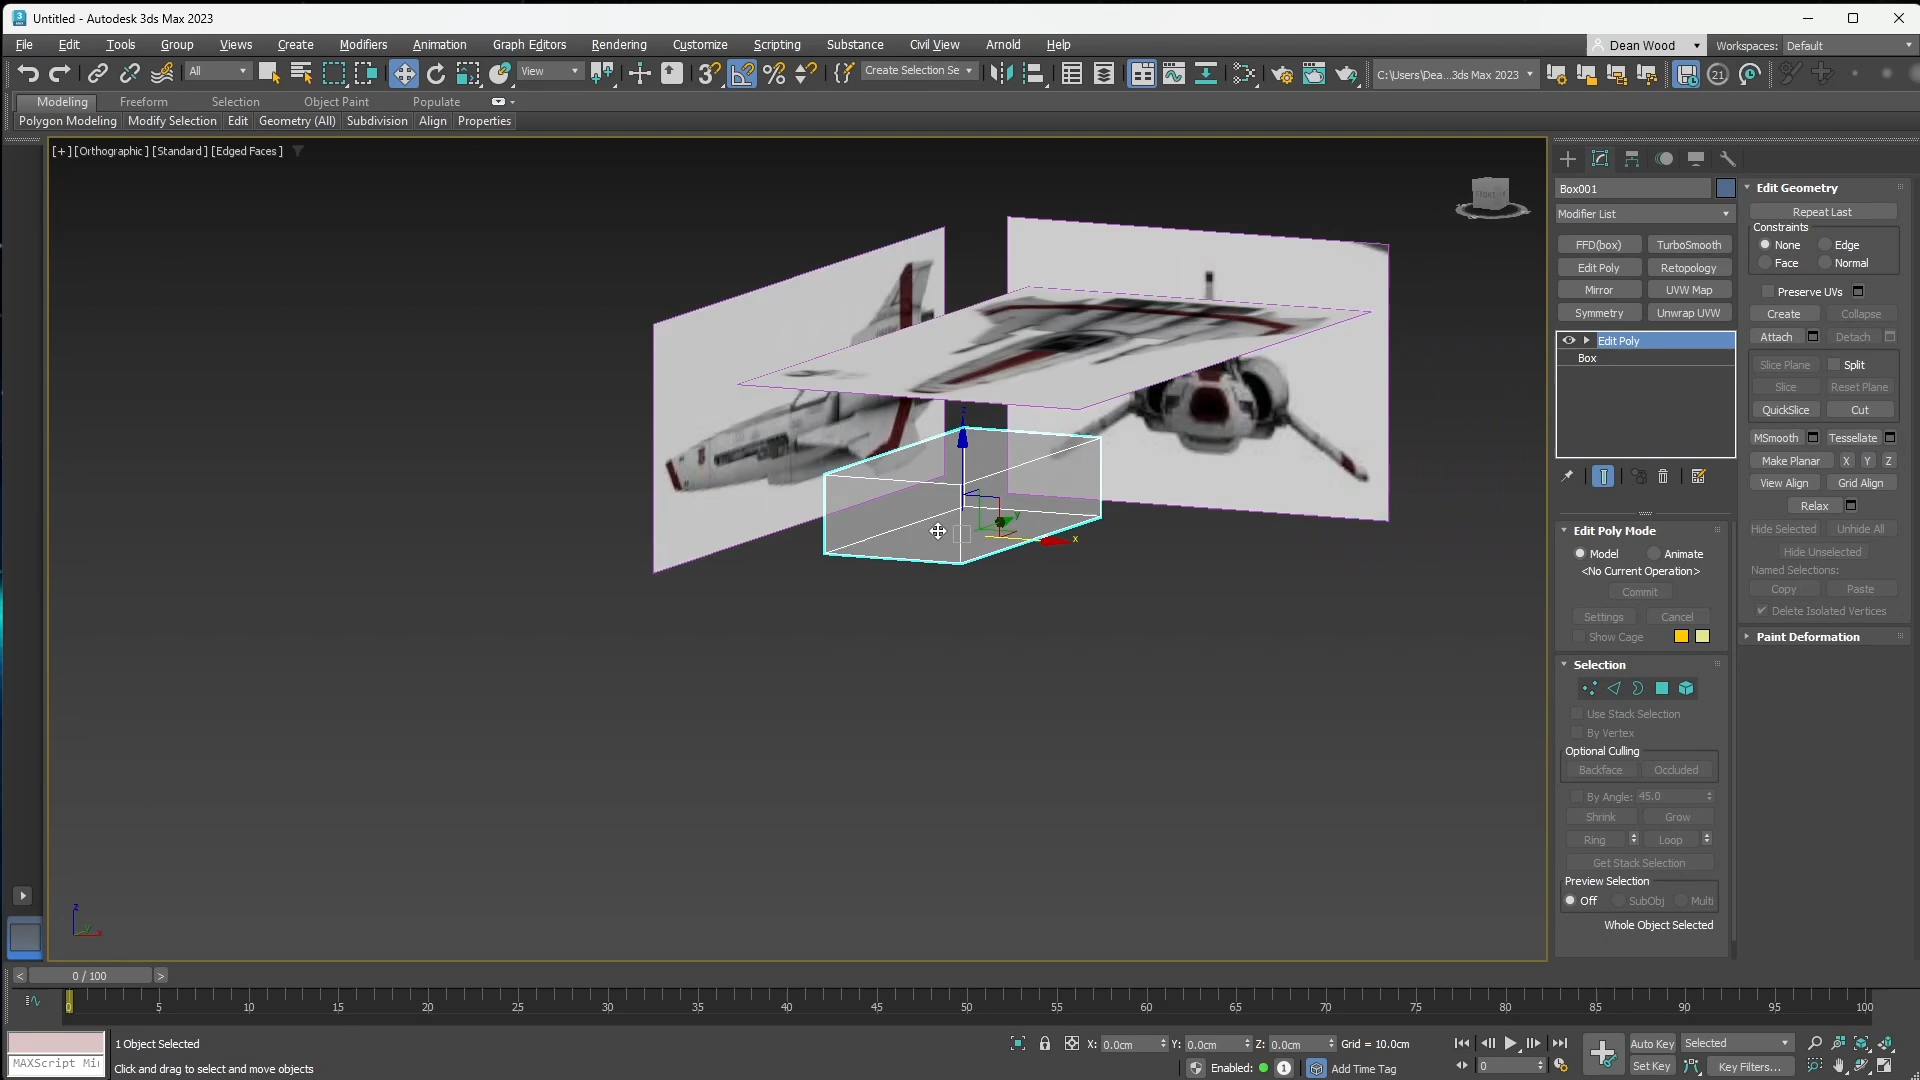 Untitled - Autodesk 3ds Max 2023
File Edit Tools Group Views Create Modifiers Animation Graph Editors Rendering Customize Scripting Substance Civil View Arnold Help
Dean Wood Workspaces: Default
All View Create Selection Se C:\Users\Dea...3ds Max 2023 21
Modeling Freeform Selection Object Paint Populate
Polygon Modeling Modify Selection Edit Geometry (All) Subdivision Align Properties
[+] [Orthographic] [Standard] [Edged Faces]
FRONT
z
y
x
z
y
Box001
Modifier List
FFD(box) TurboSmooth
Edit Poly Retopology
Mirror UVW Map
Symmetry Unwrap UVW
Edit Poly
Box
Edit Poly Mode
Model Animate
<No Current Operation>
Commit
Settings Cancel
Show Cage
Selection
Use Stack Selection
By Vertex
Optional Culling
Backface Occluded
By Angle: 45.0
Shrink Grow
Ring Loop
Get Stack Selection
Preview Selection
Off SubObj Multi
Whole Object Selected
Edit Geometry
Repeat Last
Constraints
None Edge
Face Normal
Preserve UVs
Create Collapse
Attach Detach
Slice Plane Split
Slice Reset Plane
QuickSlice Cut
MSmooth Tessellate
Make Planar X Y Z
View Align Grid Align
Relax
Hide Selected Unhide All
Hide Unselected
Named Selections:
Copy Paste
Delete Isolated Vertices
Paint Deformation
< 0 / 100 >
0 5 10 15 20 25 30 35 40 45 50 55 60 65 70 75 80 85 90 95 100
MAXScript Mi
1 Object Selected
Click and drag to select and move objects
X: 0.0cm Y: 0.0cm Z: 0.0cm Grid = 10.0cm
Enabled: 1 Add Time Tag
0
Auto Key Selected
Set Key Key Filters...